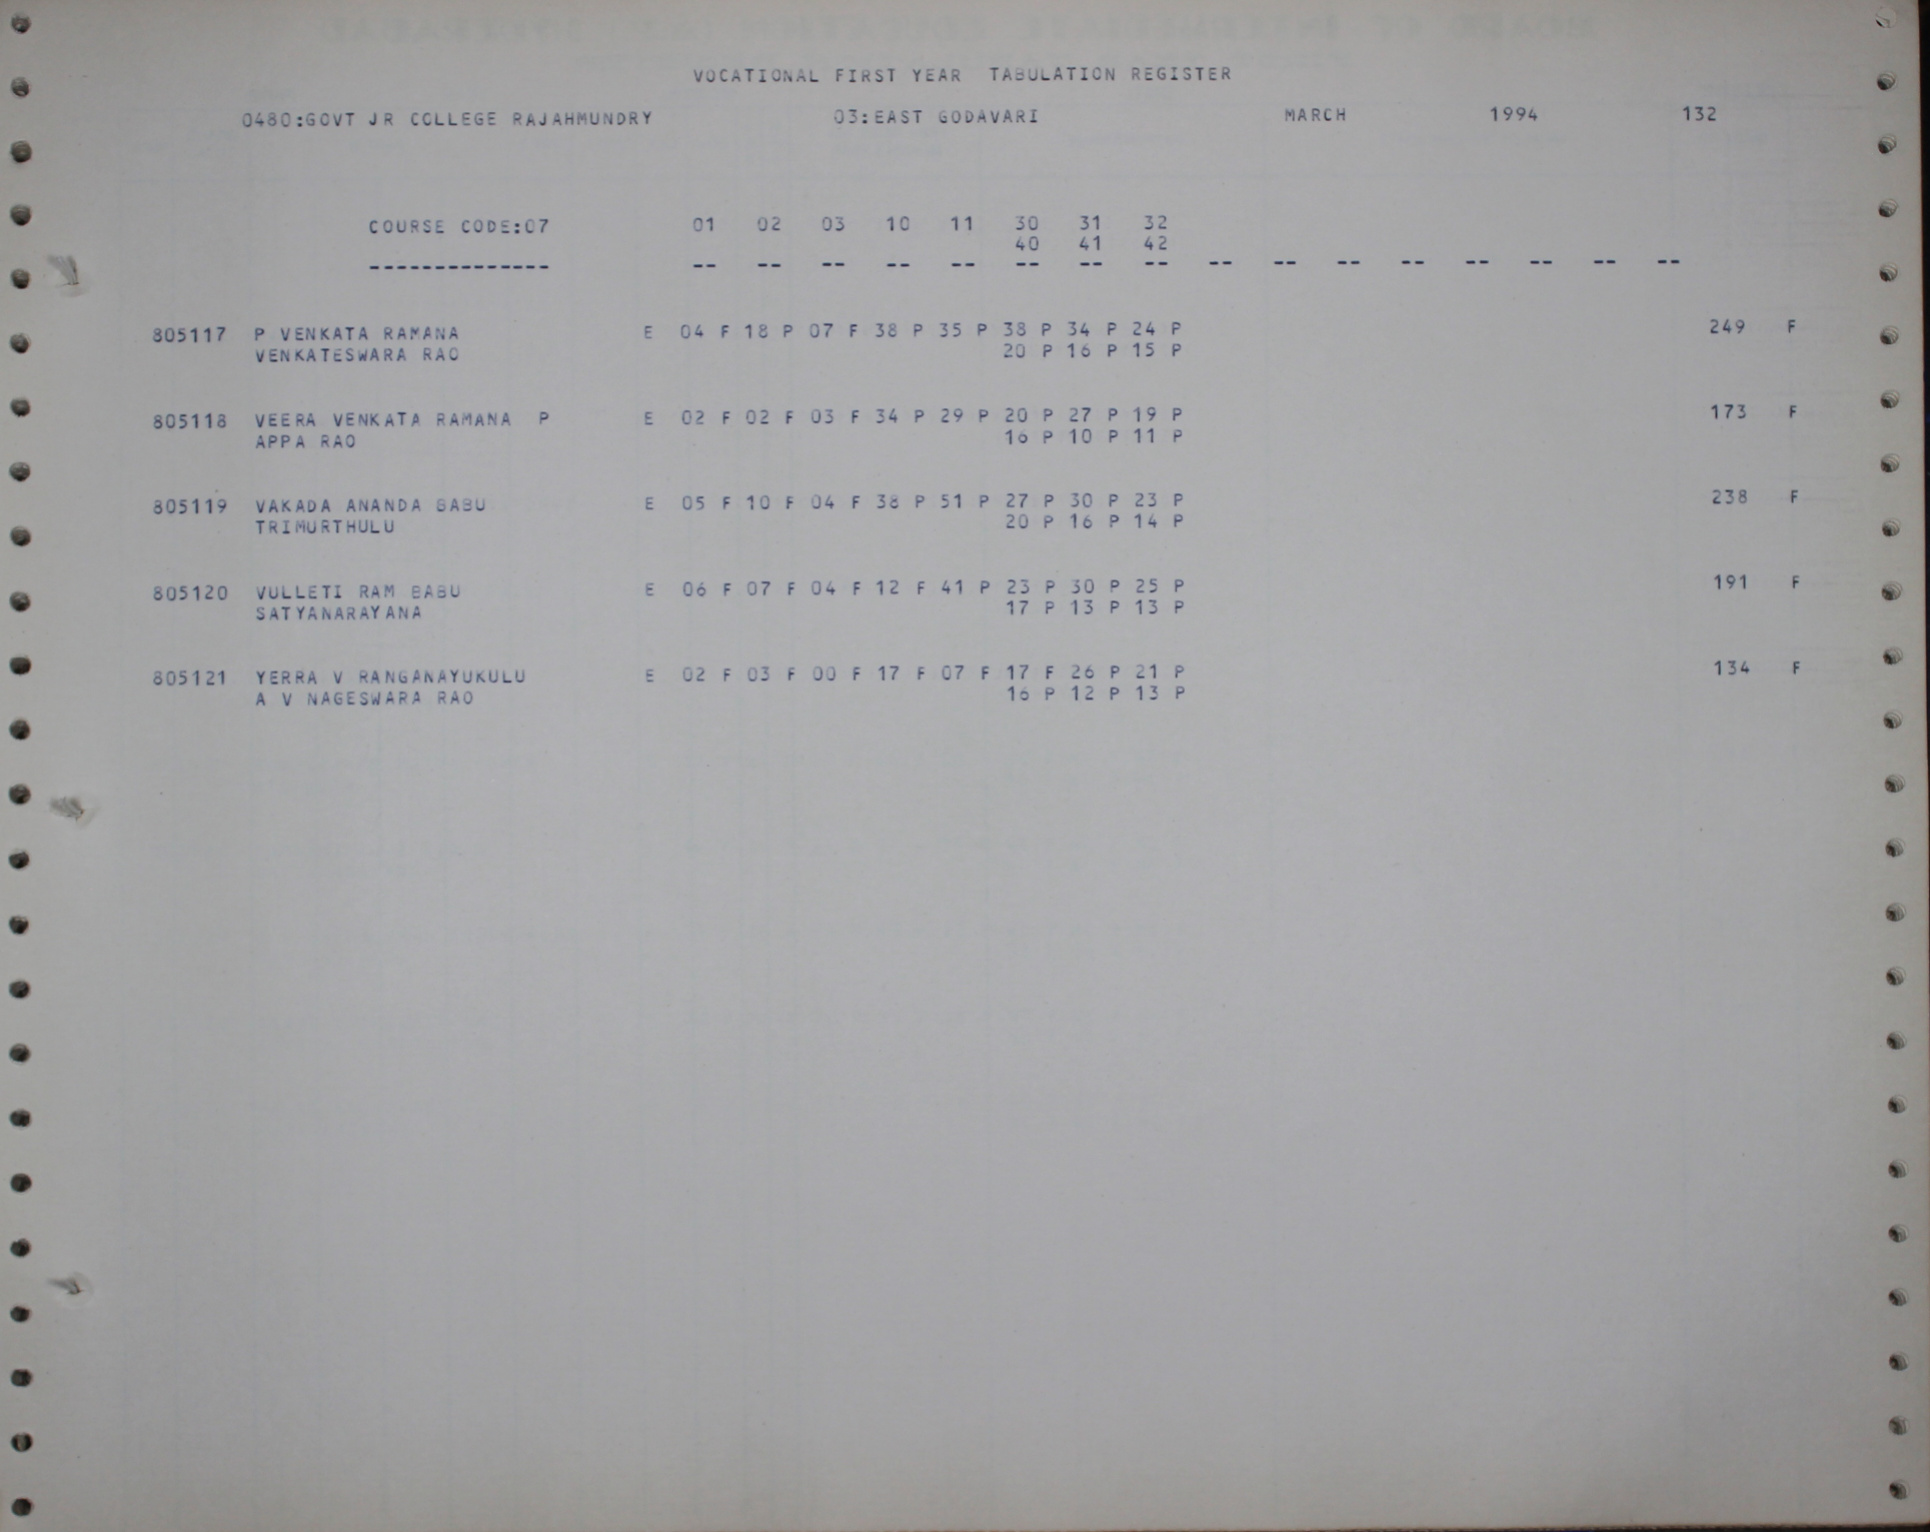 VOCATIONAL FIRST YEAR TABULATION REGISTER
0480:GOVT JR COLLEGE RAJAHMUNDRY 03:EAST GODAVARI MARCH 1994 132
COURSE CODE:07 01 02 03 10 11 30 31 32
40 41 42
-------------- -- -- -- -- -- -- -- -- -- -- -- -- -- -- -- --
805117 P VENKATA RAMANA E 04 F 18 P 07 F 38 P 35 P 38 P 34 P 24 P 249 F
VENKATESWARA RAO 20 P 16 P 15 P
805118 VEERA VENKATA RAMANA P E 02 F 02 F 03 F 34 P 29 P 20 P 27 P 19 P 173 F
APPA RAO 16 P 10 P 11 P
805119 VAKADA ANANDA BABU E 05 F 10 F 04 F 38 P 51 P 27 P 30 P 23 P 238 F
TRIMURTHULU 20 P 16 P 14 P
805120 VULLETI RAM BABU E 06 F 07 F 04 F 12 F 41 P 23 P 30 P 25 P 191 F
SATYANARAYANA 17 P 13 P 13 P
805121 YERRA V RANGANAYUKULU E 02 F 03 F 00 F 17 F 07 F 17 F 26 P 21 P 134 F
A V NAGESWARA RAO 16 P 12 P 13 P